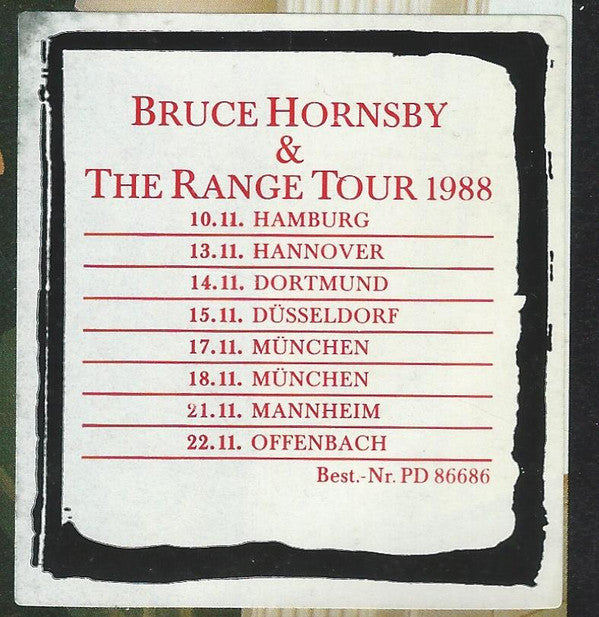 BRUCE HORNSBY
&
THE RANGE TOUR 1988
10.11. HAMBURG
13.11. HANNOVER
14.11. DORTMUND
15.11. DÜSSELDORF
17.11. MÜNCHEN
18.11. MÜNCHEN
21.11. MANNHEIM
22.11. OFFENBACH
Best.-Nr. PD 86686